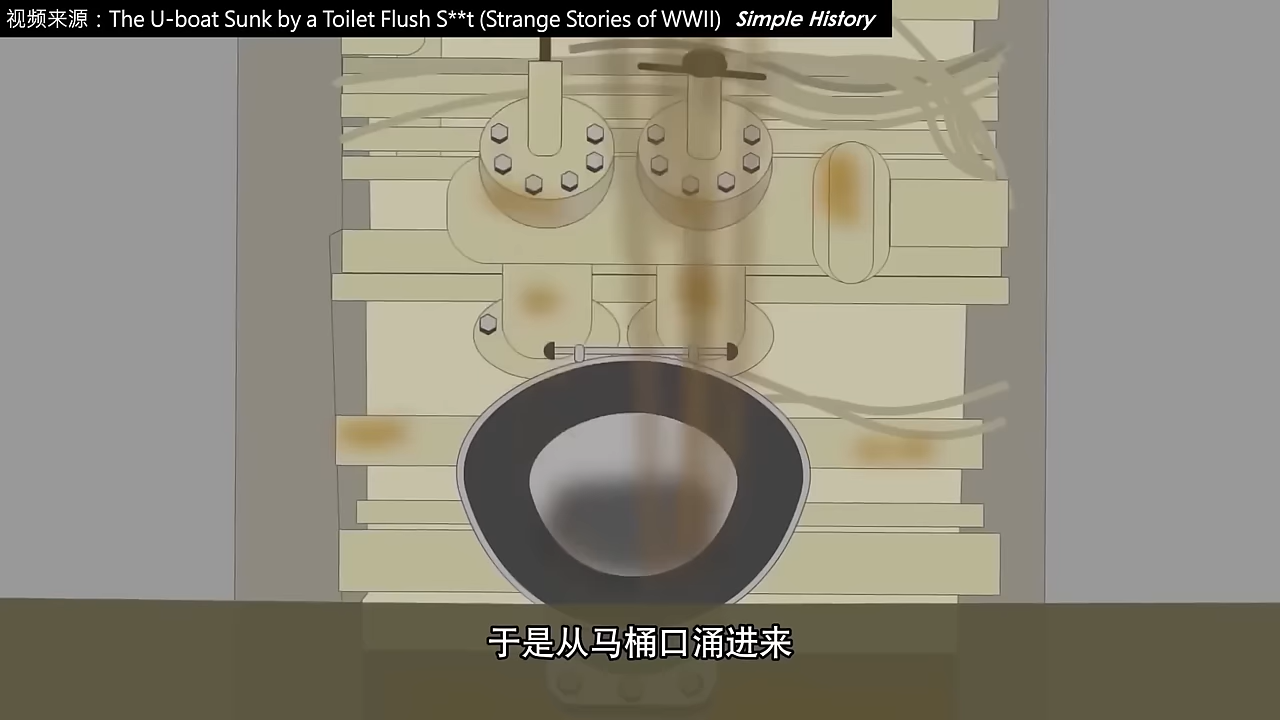 视频来源：The U-boat Sunk by a Toilet Flush S**t (Strange Stories of WWII) Simple History
于是从马桶口涌进来